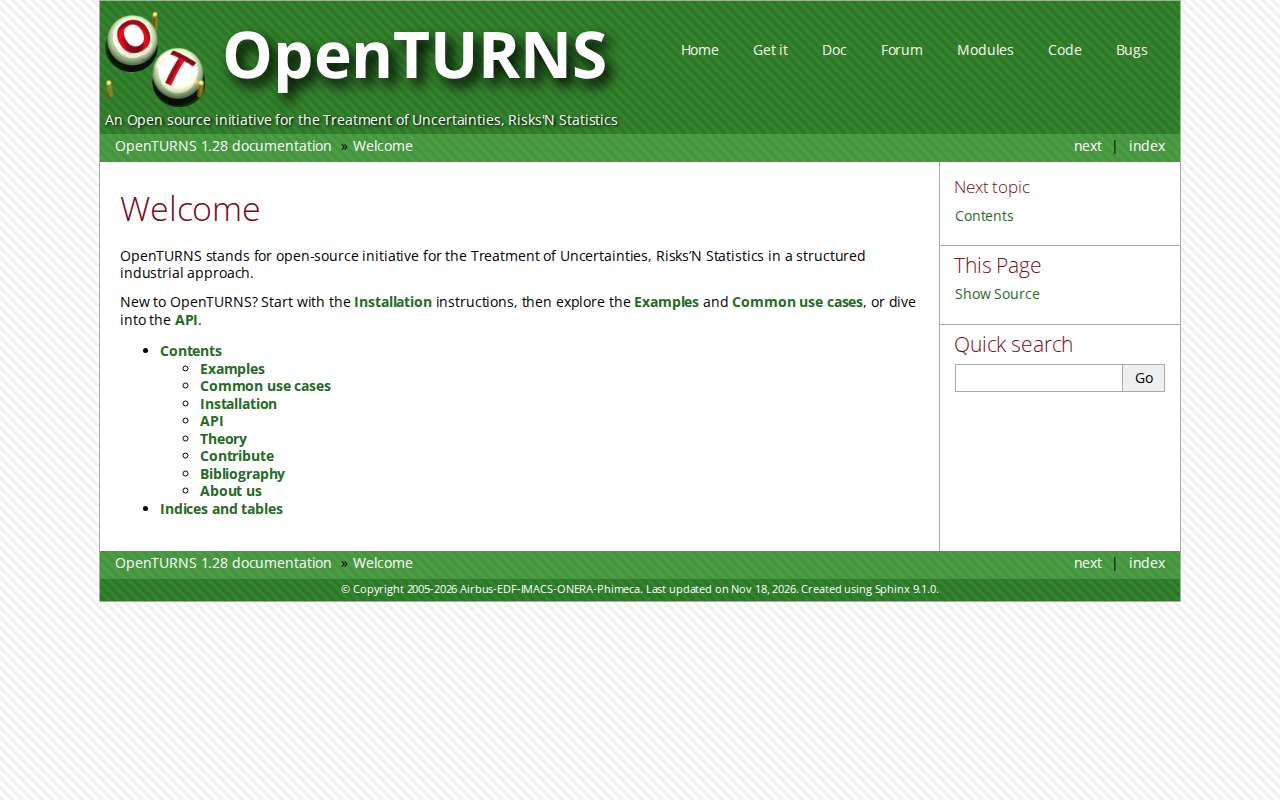 OT
OpenTURNS
Home Get it Doc Forum Modules Code Bugs
An Open source initiative for the Treatment of Uncertainties, Risks'N Statistics
OpenTURNS 1.28 documentation » Welcome next | index
Welcome
OpenTURNS stands for open-source initiative for the Treatment of Uncertainties, Risks’N Statistics in a structured
industrial approach.
New to OpenTURNS? Start with the Installation instructions, then explore the Examples and Common use cases, or dive
into the API.
Contents
Examples
Common use cases
Installation
API
Theory
Contribute
Bibliography
About us
Indices and tables
Next topic
Contents
This Page
Show Source
Quick search
Go
OpenTURNS 1.28 documentation » Welcome next | index
© Copyright 2005-2026 Airbus-EDF-IMACS-ONERA-Phimeca. Last updated on Nov 18, 2026. Created using Sphinx 9.1.0.